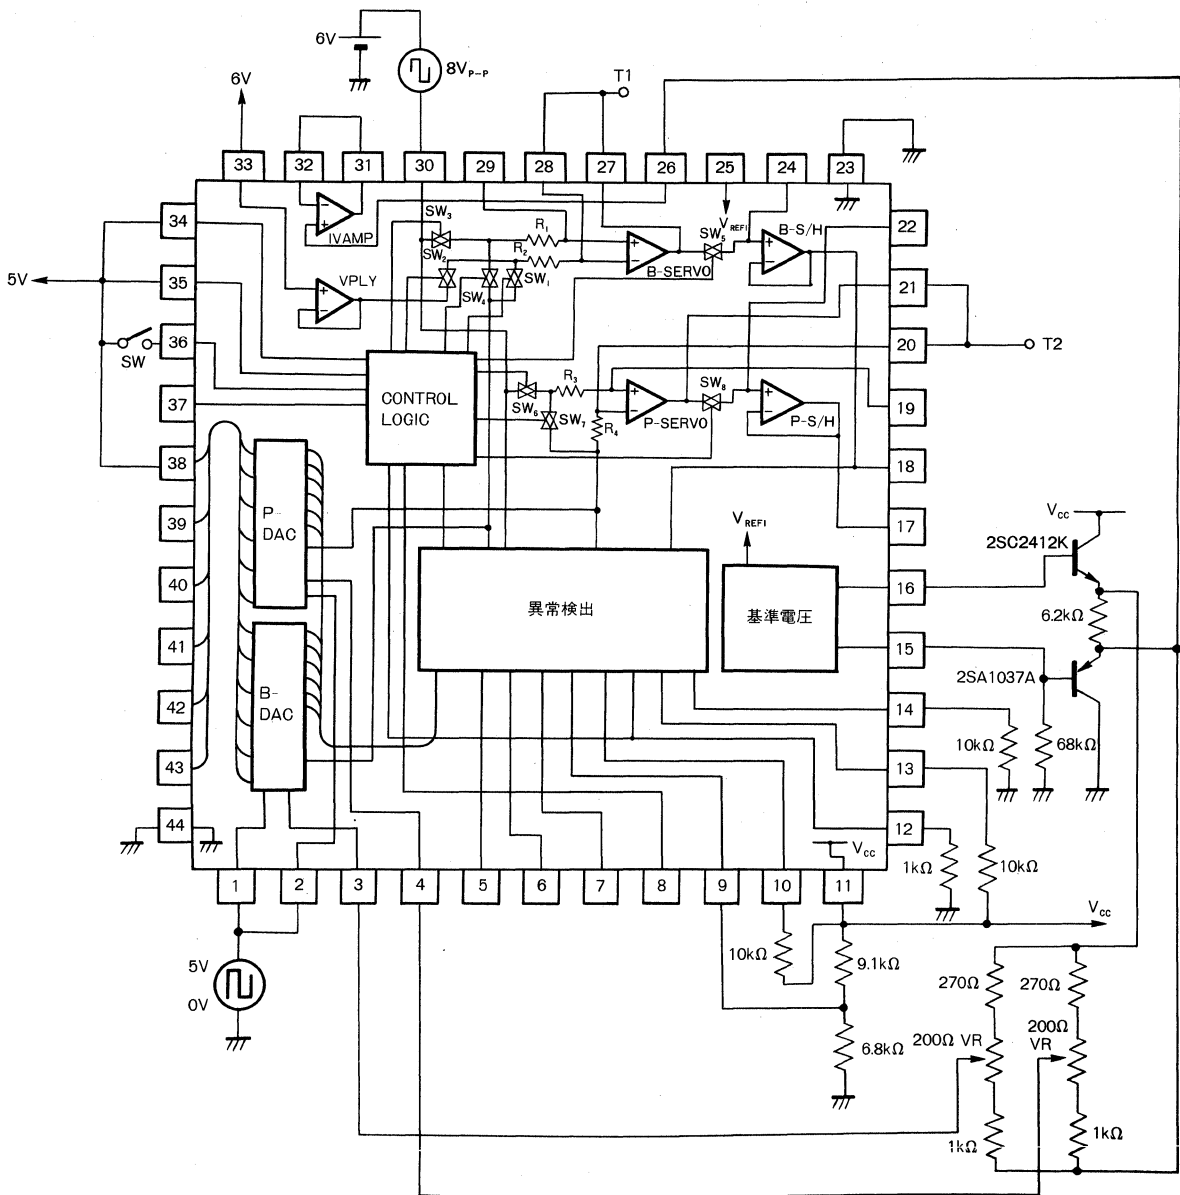 6V
8VP-P
T1
6V
33
32
31
30
29
28
27
26
25
24
23
34
SW3
SW2
R1
R2
IVAMP
VPLY
SW4
SW1
B-SERVO
VREF1
SW5
B-S/H
22
5V
35
21
SW
36
20
T2
CONTROL
LOGIC
SW6
R3
SW7
R4
P-SERVO
SW8
P-S/H
37
19
38
18
39
P-
DAC
17
VREF1
VCC
2SC2412K
40
異常検出
基準電圧
16
6.2kΩ
41
15
2SA1037A
42
B-
DAC
14
10kΩ
68kΩ
43
13
44
12
VCC
1kΩ
10kΩ
1
2
3
4
5
6
7
8
9
10
11
VCC
5V
0V
10kΩ
9.1kΩ
270Ω
270Ω
6.8kΩ
200Ω VR
200Ω
VR
1kΩ
1kΩ